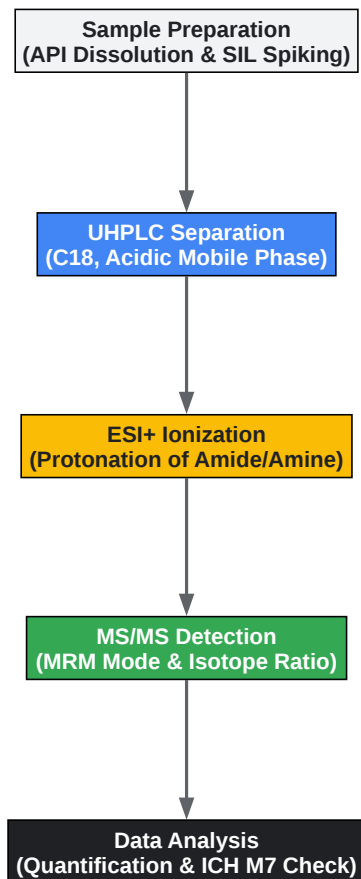 Sample Preparation
(API Dissolution & SIL Spiking)
UHPLC Separation
(C18, Acidic Mobile Phase)
ESI+ Ionization
(Protonation of Amide/Amine)
MS/MS Detection
(MRM Mode & Isotope Ratio)
Data Analysis
(Quantification & ICH M7 Check)